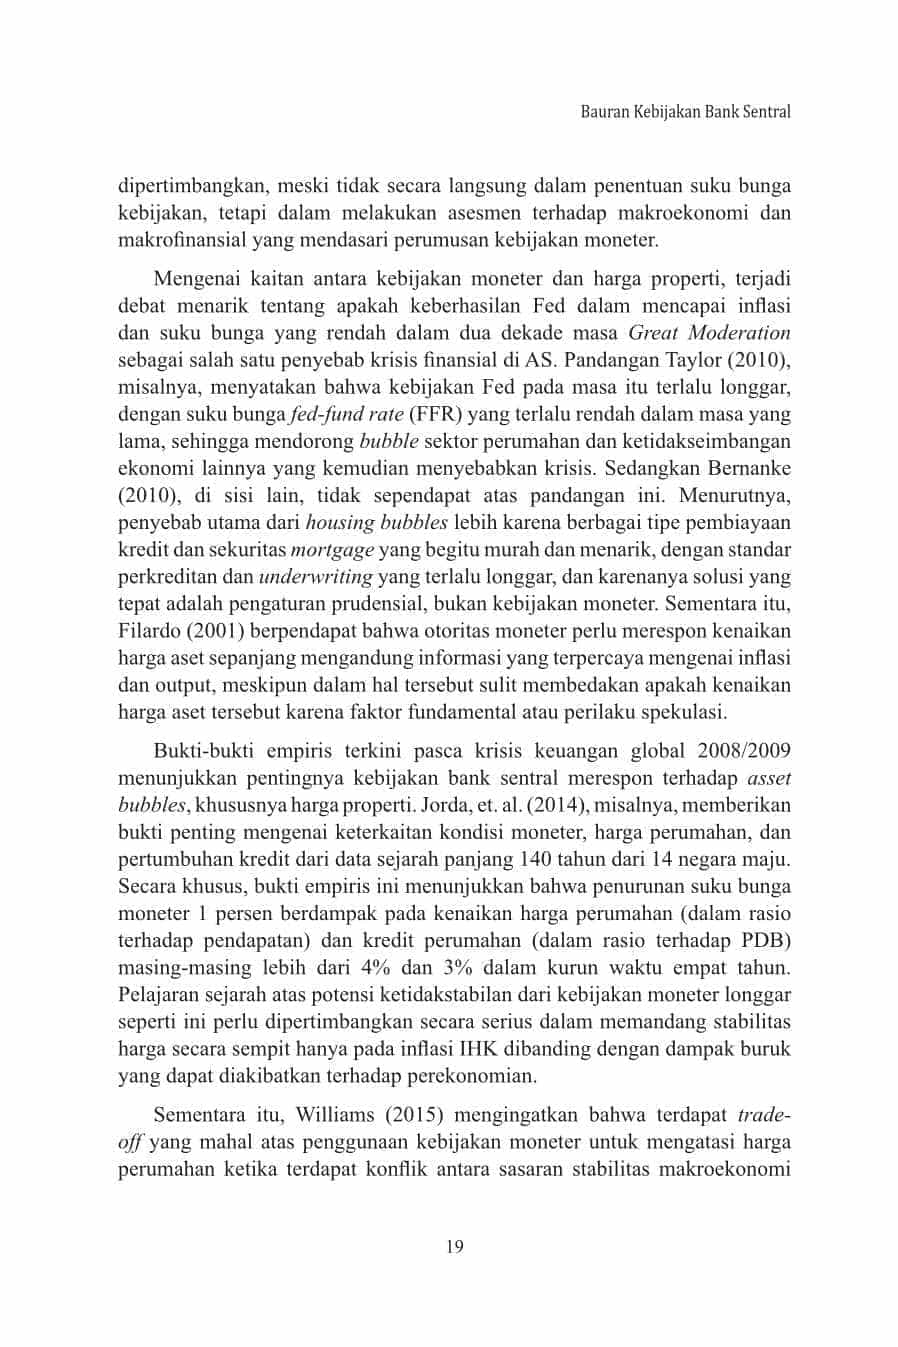 Bauran Kebijakan Bank Sentral
dipertimbangkan, meski tidak secara langsung dalam penentuan suku bunga
kebijakan, tetapi dalam melakukan asesmen terhadap makroekonomi dan
makrofinansial yang mendasari perumusan kebijakan moneter.
Mengenai kaitan antara kebijakan moneter dan harga properti, terjadi
debat menarik tentang apakah keberhasilan Fed dalam mencapai inflasi
dan suku bunga yang rendah dalam dua dekade masa Great Moderation
sebagai salah satu penyebab krisis finansial di AS. Pandangan Taylor (2010),
misalnya, menyatakan bahwa kebijakan Fed pada masa itu terlalu longgar,
dengan suku bunga fed-fund rate (FFR) yang terlalu rendah dalam masa yang
lama, sehingga mendorong bubble sektor perumahan dan ketidakseimbangan
ekonomi lainnya yang kemudian menyebabkan krisis. Sedangkan Bernanke
(2010), di sisi lain, tidak sependapat atas pandangan ini. Menurutnya,
penyebab utama dari housing bubbles lebih karena berbagai tipe pembiayaan
kredit dan sekuritas mortgage yang begitu murah dan menarik, dengan standar
perkreditan dan underwriting yang terlalu longgar, dan karenanya solusi yang
tepat adalah pengaturan prudensial, bukan kebijakan moneter. Sementara itu,
Filardo (2001) berpendapat bahwa otoritas moneter perlu merespon kenaikan
harga aset sepanjang mengandung informasi yang terpercaya mengenai inflasi
dan output, meskipun dalam hal tersebut sulit membedakan apakah kenaikan
harga aset tersebut karena faktor fundamental atau perilaku spekulasi.
Bukti-bukti empiris terkini pasca krisis keuangan global 2008/2009
menunjukkan pentingnya kebijakan bank sentral merespon terhadap asset
bubbles, khususnya harga properti. Jorda, et. al. (2014), misalnya, memberikan
bukti penting mengenai keterkaitan kondisi moneter, harga perumahan, dan
pertumbuhan kredit dari data sejarah panjang 140 tahun dari 14 negara maju.
Secara khusus, bukti empiris ini menunjukkan bahwa penurunan suku bunga
moneter 1 persen berdampak pada kenaikan harga perumahan (dalam rasio
terhadap pendapatan) dan kredit perumahan (dalam rasio terhadap PDB)
masing-masing lebih dari 4% dan 3% dalam kurun waktu empat tahun.
Pelajaran sejarah atas potensi ketidakstabilan dari kebijakan moneter longgar
seperti ini perlu dipertimbangkan secara serius dalam memandang stabilitas
harga secara sempit hanya pada inflasi IHK dibanding dengan dampak buruk
yang dapat diakibatkan terhadap perekonomian.
Sementara itu, Williams (2015) mengingatkan bahwa terdapat trade-
off yang mahal atas penggunaan kebijakan moneter untuk mengatasi harga
perumahan ketika terdapat konflik antara sasaran stabilitas makroekonomi
19